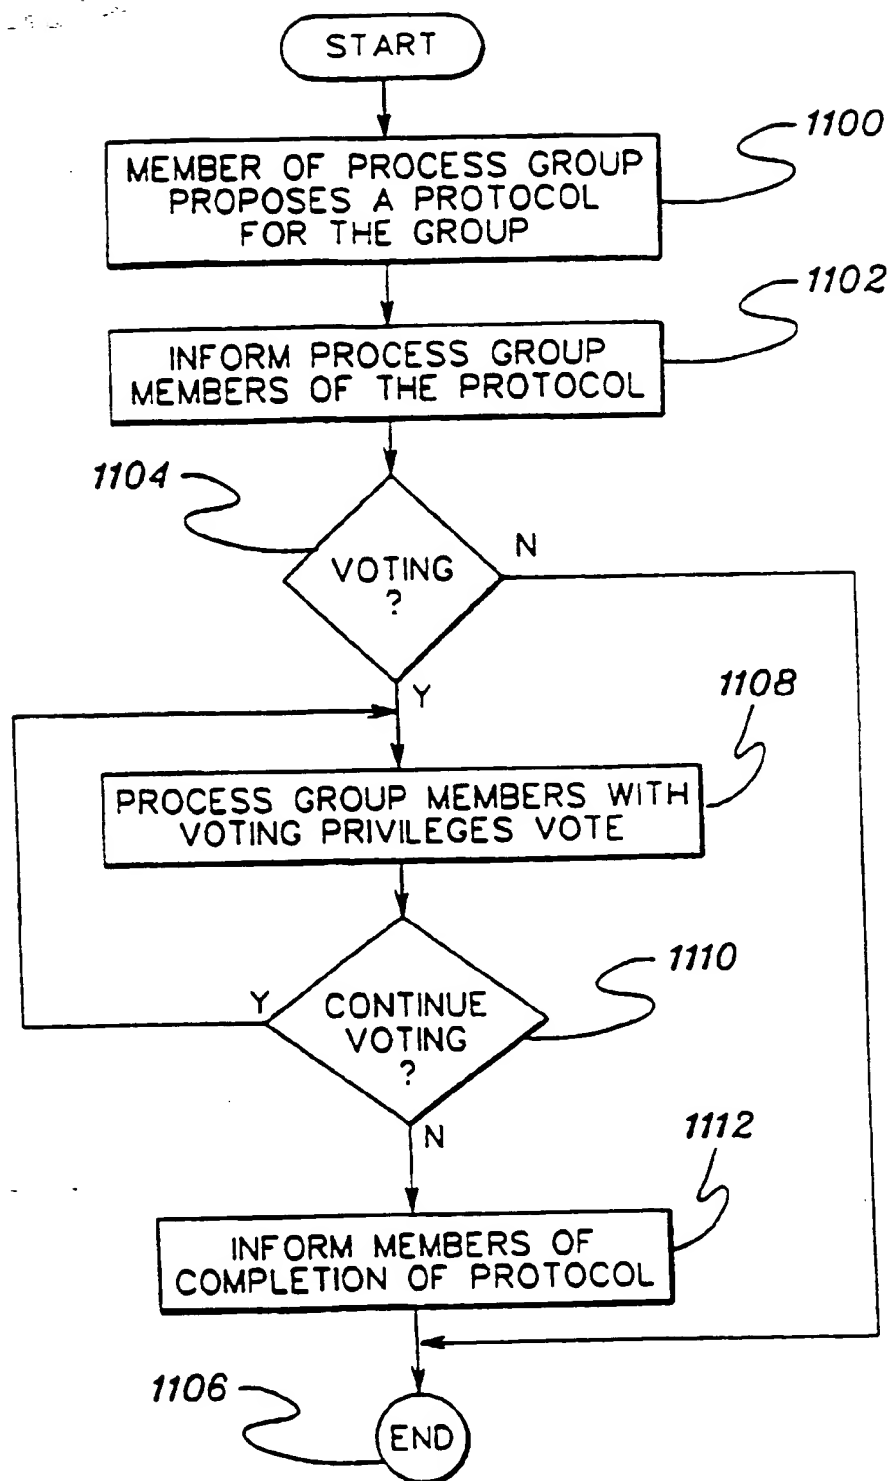 START
1100
MEMBER OF PROCESS GROUP
PROPOSES A PROTOCOL
FOR THE GROUP
1102
INFORM PROCESS GROUP
MEMBERS OF THE PROTOCOL
1104
VOTING
?
N
Y
1108
PROCESS GROUP MEMBERS WITH
VOTING PRIVILEGES VOTE
1110
Y
CONTINUE
VOTING
?
N
1112
INFORM MEMBERS OF
COMPLETION OF PROTOCOL
1106
END